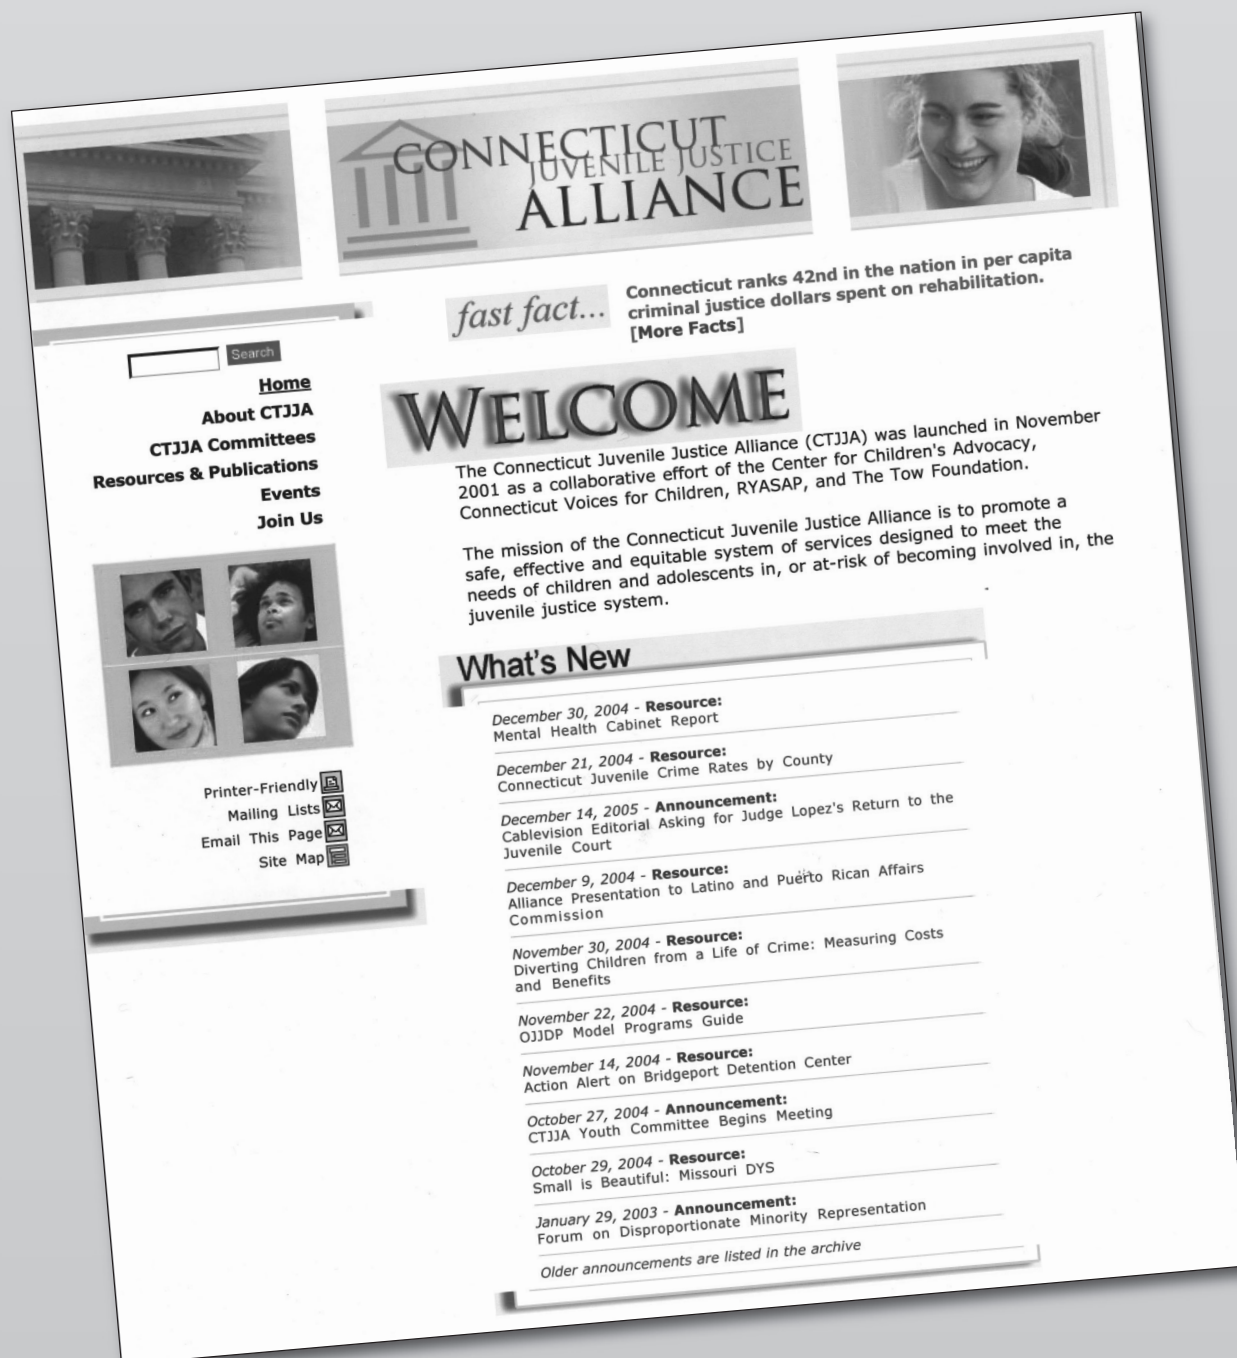 CONNECTICUT
JUVENILE JUSTICE
ALLIANCE
fast fact...
Connecticut ranks 42nd in the nation in per capita
criminal justice dollars spent on rehabilitation.
[More Facts]
Search
Home
About CTJJA
CTJJA Committees
Resources & Publications
Events
Join Us
Printer-Friendly
Mailing Lists
Email This Page
Site Map
WELCOME
The Connecticut Juvenile Justice Alliance (CTJJA) was launched in November
2001 as a collaborative effort of the Center for Children's Advocacy,
Connecticut Voices for Children, RYASAP, and The Tow Foundation.
The mission of the Connecticut Juvenile Justice Alliance is to promote a
safe, effective and equitable system of services designed to meet the
needs of children and adolescents in, or at-risk of becoming involved in, the
juvenile justice system.
What's New
December 30, 2004 - Resource:
Mental Health Cabinet Report
December 21, 2004 - Resource:
Connecticut Juvenile Crime Rates by County
December 14, 2005 - Announcement:
Cablevision Editorial Asking for Judge Lopez's Return to the
Juvenile Court
December 9, 2004 - Resource:
Alliance Presentation to Latino and Puerto Rican Affairs
Commission
November 30, 2004 - Resource:
Diverting Children from a Life of Crime: Measuring Costs
and Benefits
November 22, 2004 - Resource:
OJJDP Model Programs Guide
November 14, 2004 - Resource:
Action Alert on Bridgeport Detention Center
October 27, 2004 - Announcement:
CTJJA Youth Committee Begins Meeting
October 29, 2004 - Resource:
Small is Beautiful: Missouri DYS
January 29, 2003 - Announcement:
Forum on Disproportionate Minority Representation
Older announcements are listed in the archive